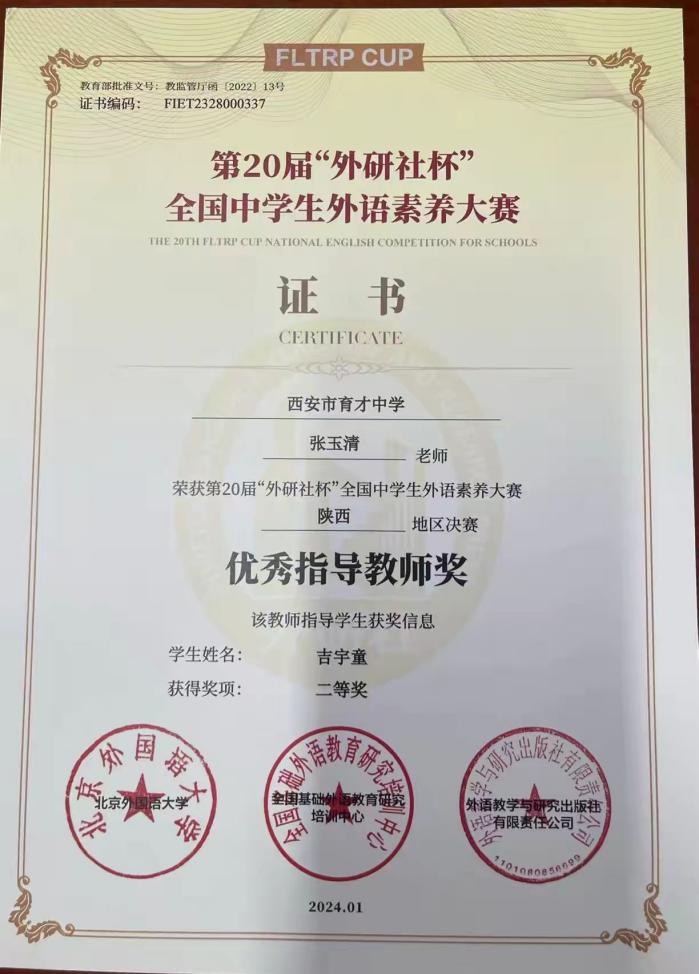 FLTRP CUP
教育部批准文号：教监管厅函〔2022〕13号
证书编码： FIET2328000337
第20届“外研社杯”
全国中学生外语素养大赛
THE 20TH FLTRP CUP NATIONAL ENGLISH COMPETITION FOR SCHOOLS
证 书
CERTIFICATE
西安市育才中学
张玉清 老师
荣获第20届“外研社杯”全国中学生外语素养大赛
陕西 地区决赛
优秀指导教师奖
该教师指导学生获奖信息
学生姓名： 吉宇童
获得奖项： 二等奖
北京外国语大学
北京外国语大学
全国基础外语教育研究培训中心
全国基础外语教育研究
培训中心
外语教学与研究出版社有限责任公司
外语教学与研究出版社
有限责任公司
2024.01